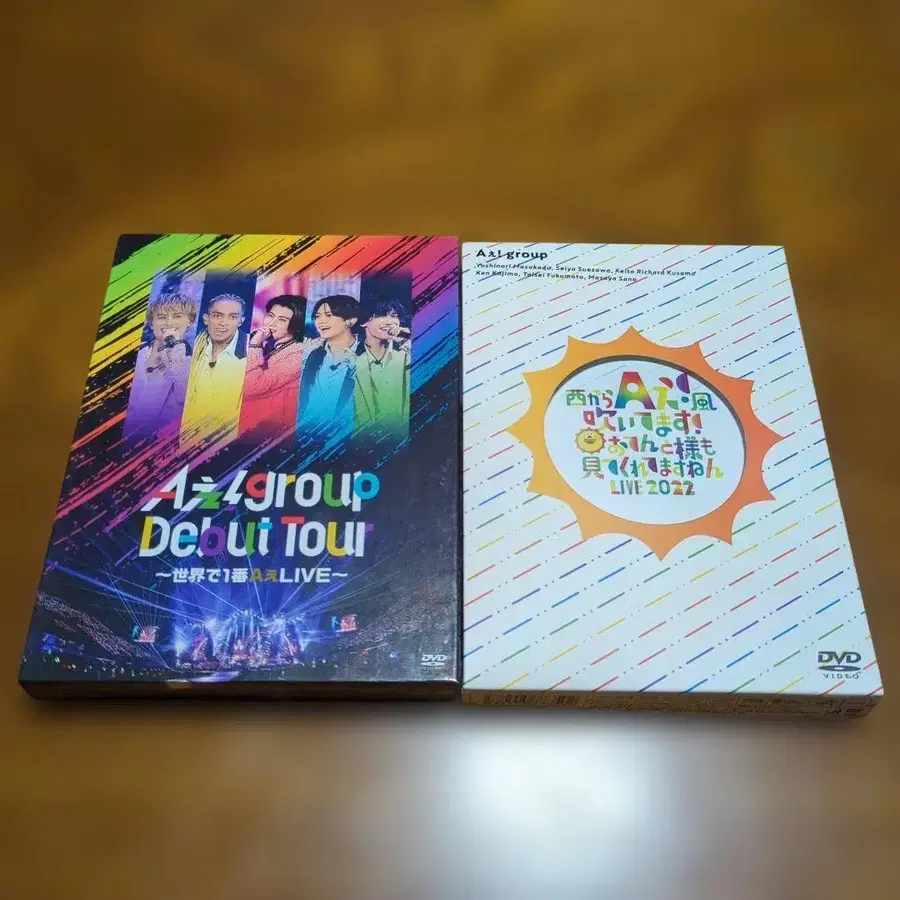 Aぇ! group
Debut Tour
～世界で1番AぇLIVE～
DVD
Aぇ! group
Yoshinori Masakado, Seiya Suezawa, Keita Richard Kusama
Ken Kojima, Taisei Fukumoto, Masaya Sano
西からAぇ!風
吹いてます!
おてんと様も
見てくれてますねん
LIVE 2022
DVD
VIDEO